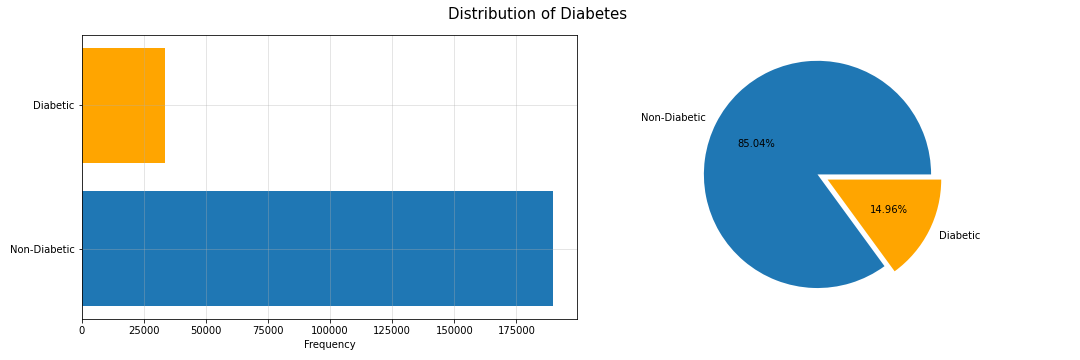 Distribution of Diabetes
Diabetic
Non-Diabetic
0 25000 50000 75000 100000 125000 150000 175000
Frequency
Non-Diabetic
85.04%
14.96%
Diabetic